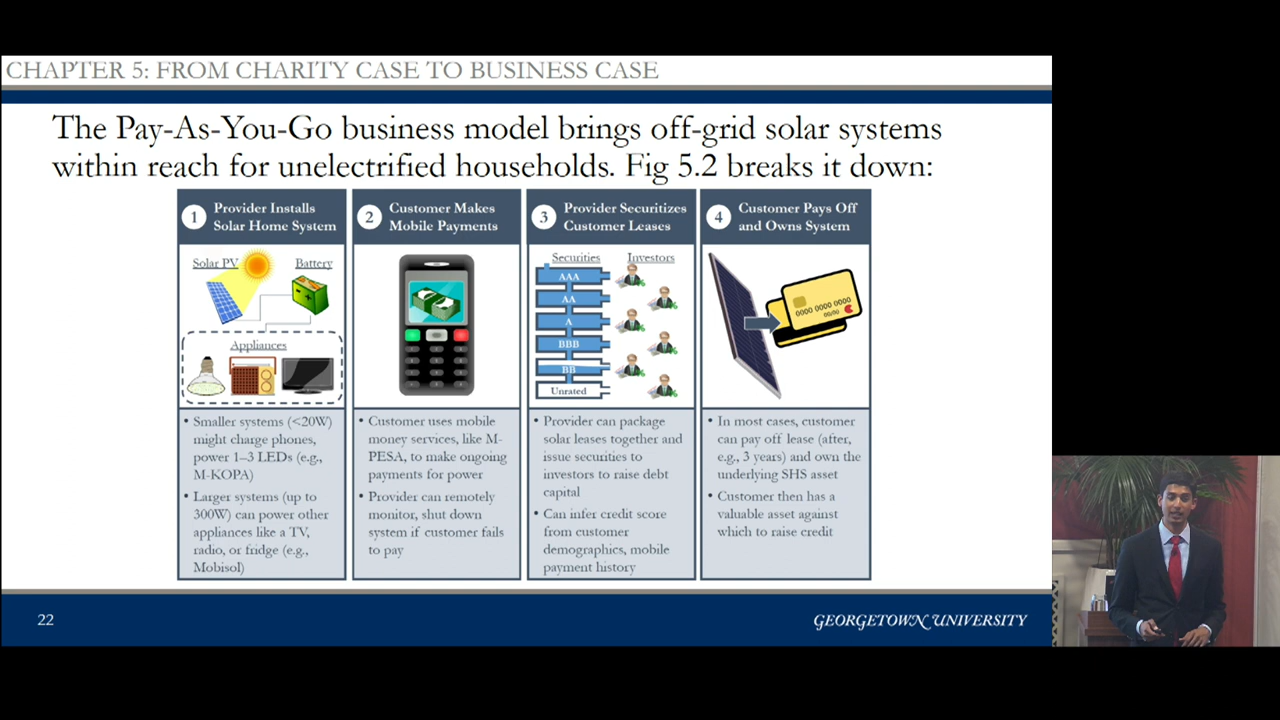 CHAPTER 5: FROM CHARITY CASE TO BUSINESS CASE
The Pay-As-You-Go business model brings off-grid solar systems
within reach for unelectrified households. Fig 5.2 breaks it down:
1
Provider Installs
Solar Home System
Solar PV
Battery
Appliances
• Smaller systems (<20W)
might charge phones,
power 1–3 LEDs (e.g.,
M-KOPA)
• Larger systems (up to
300W) can power other
appliances like a TV,
radio, or fridge (e.g.,
Mobisol)
2
Customer Makes
Mobile Payments
• Customer uses mobile
money services, like M-
PESA, to make ongoing
payments for power
• Provider can remotely
monitor, shut down
system if customer fails
to pay
3
Provider Securitizes
Customer Leases
Securities
Investors
AAA
AA
A
BBB
BB
Unrated
• Provider can package
solar leases together and
issue securities to
investors to raise debt
capital
• Can infer credit score
from customer
demographics, mobile
payment history
4
Customer Pays Off
and Owns System
0000 0000 0000
00/00
• In most cases, customer
can pay off lease (after,
e.g., 3 years) and own the
underlying SHS asset
• Customer then has a
valuable asset against
which to raise credit
22
GEORGETOWN UNIVERSITY